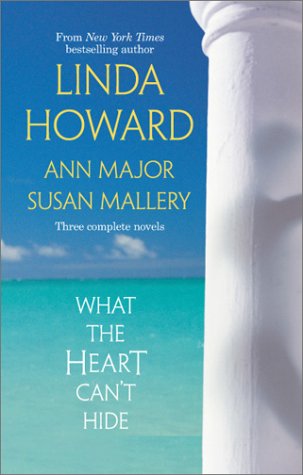 From New York Times
bestselling author
LINDA
HOWARD
ANN MAJOR
SUSAN MALLERY
Three complete novels
WHAT
THE
HEART
CAN'T
HIDE